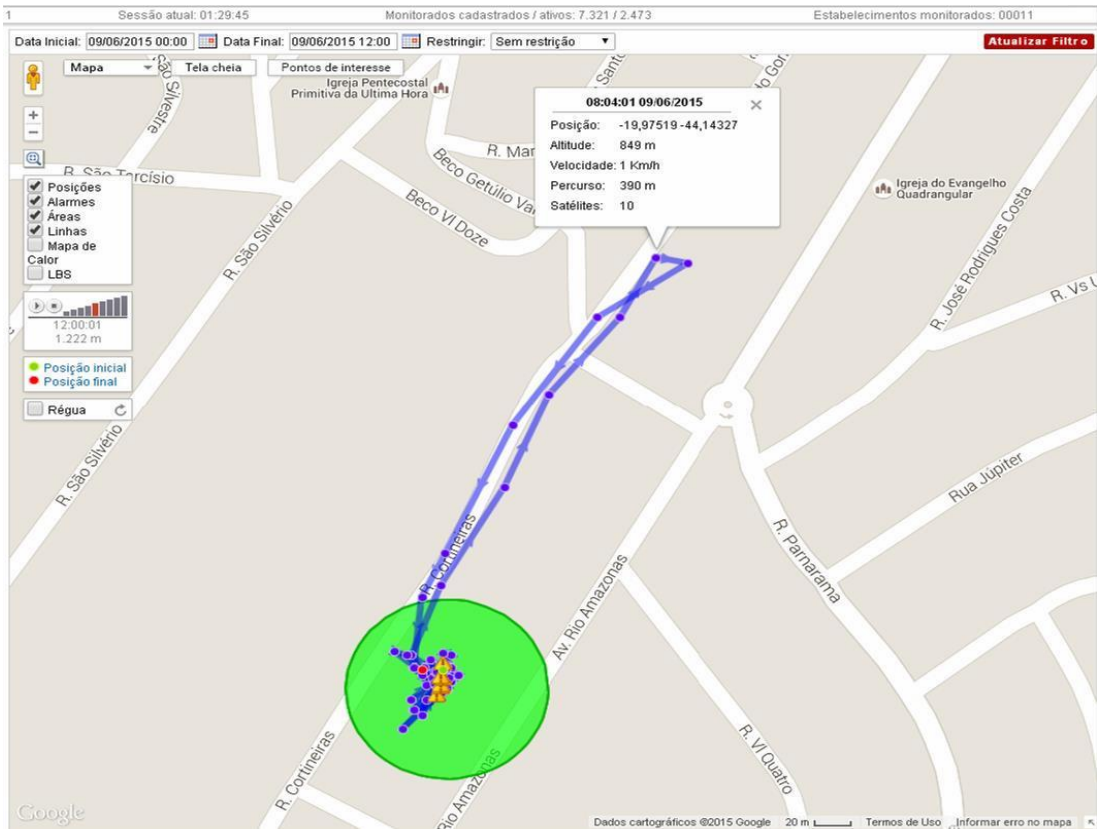 1
Sessão atual: 01:29:45
Monitorados cadastrados / ativos: 7.321 / 2.473
Estabelecimentos monitorados: 00011
Data Inicial: 09/06/2015 00:00
Data Final: 09/06/2015 12:00
Restringir: Sem restrição
Atualizar Filtro
Mapa
Tela cheia
Pontos de interesse
São Silvestre
Igreja Pentecostal
Primitiva da Ultima Hora
08:04:01 09/06/2015
Posição: -19,97519 -44,14327
Altitude: 849 m
Velocidade: 1 Km/h
Percurso: 390 m
Satélites: 10
R. São Tarcísio
Beco Getúlio
Beco VI Doze
Igreja do Evangelho
Quadrangular
R. São Silvério
R. José Rodrigues Costa
Posições
Alarmes
Áreas
Linhas
Mapa de
Calor
LBS
12:00:01
1.222 m
Posição inicial
Posição final
Régua
R. São Silvério
R. Cortineiras
Rua Júpiter
R. Parnarama
Av. Rio Amazonas
R. VI Quatro
R. Cortineiras
Rio Amazonas
Google
Dados cartográficos ©2015 Google
20 m
Termos de Uso
Informar erro no mapa